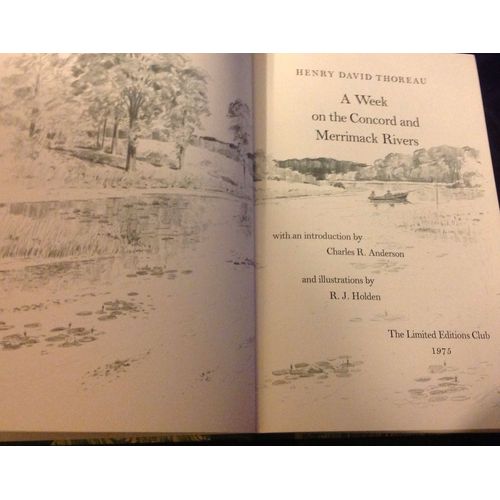 HENRY DAVID THOREAU
A Week
on the Concord and
Merrimack Rivers
with an introduction by
Charles R. Anderson
and illustrations by
R. J. Holden
The Limited Editions Club
1975